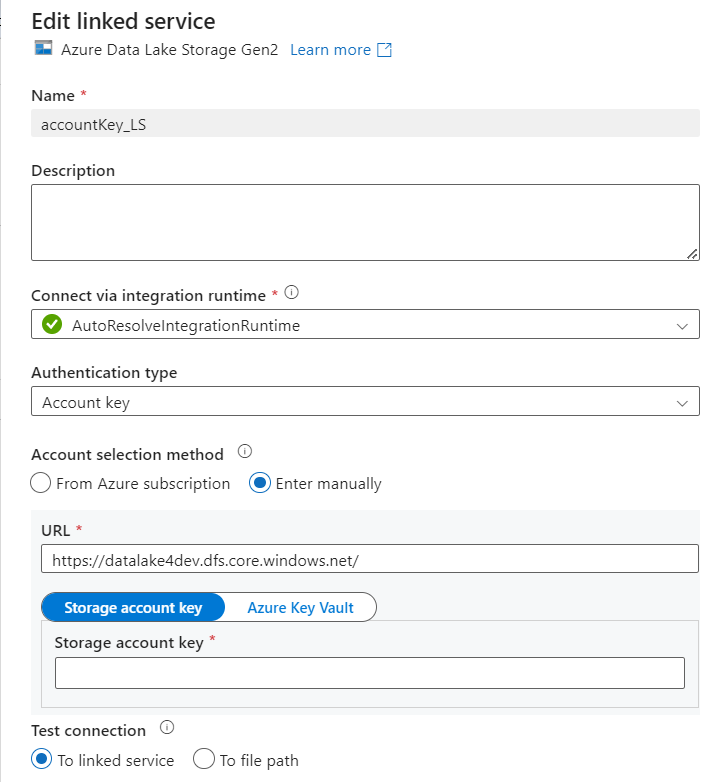 Edit linked service
Azure Data Lake Storage Gen2 Learn more
Name *
accountKey_LS
Description
Connect via integration runtime *
AutoResolveIntegrationRuntime
Authentication type
Account key
Account selection method
From Azure subscription Enter manually
URL *
https://datalake4dev.dfs.core.windows.net/
Storage account key Azure Key Vault
Storage account key *
Test connection
To linked service To file path